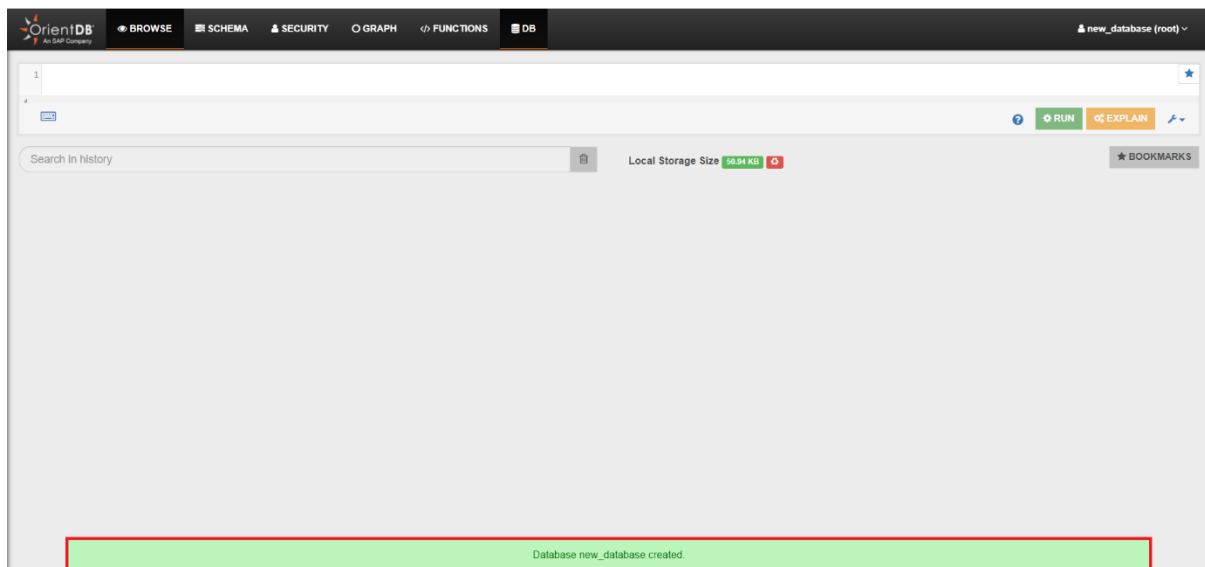 OrientDB BROWSE SCHEMA SECURITY GRAPH FUNCTIONS DB new_database (root)
An SAP Company
1
RUN EXPLAIN
Search in history Local Storage Size 50.94 KB BOOKMARKS
Database new_database created.